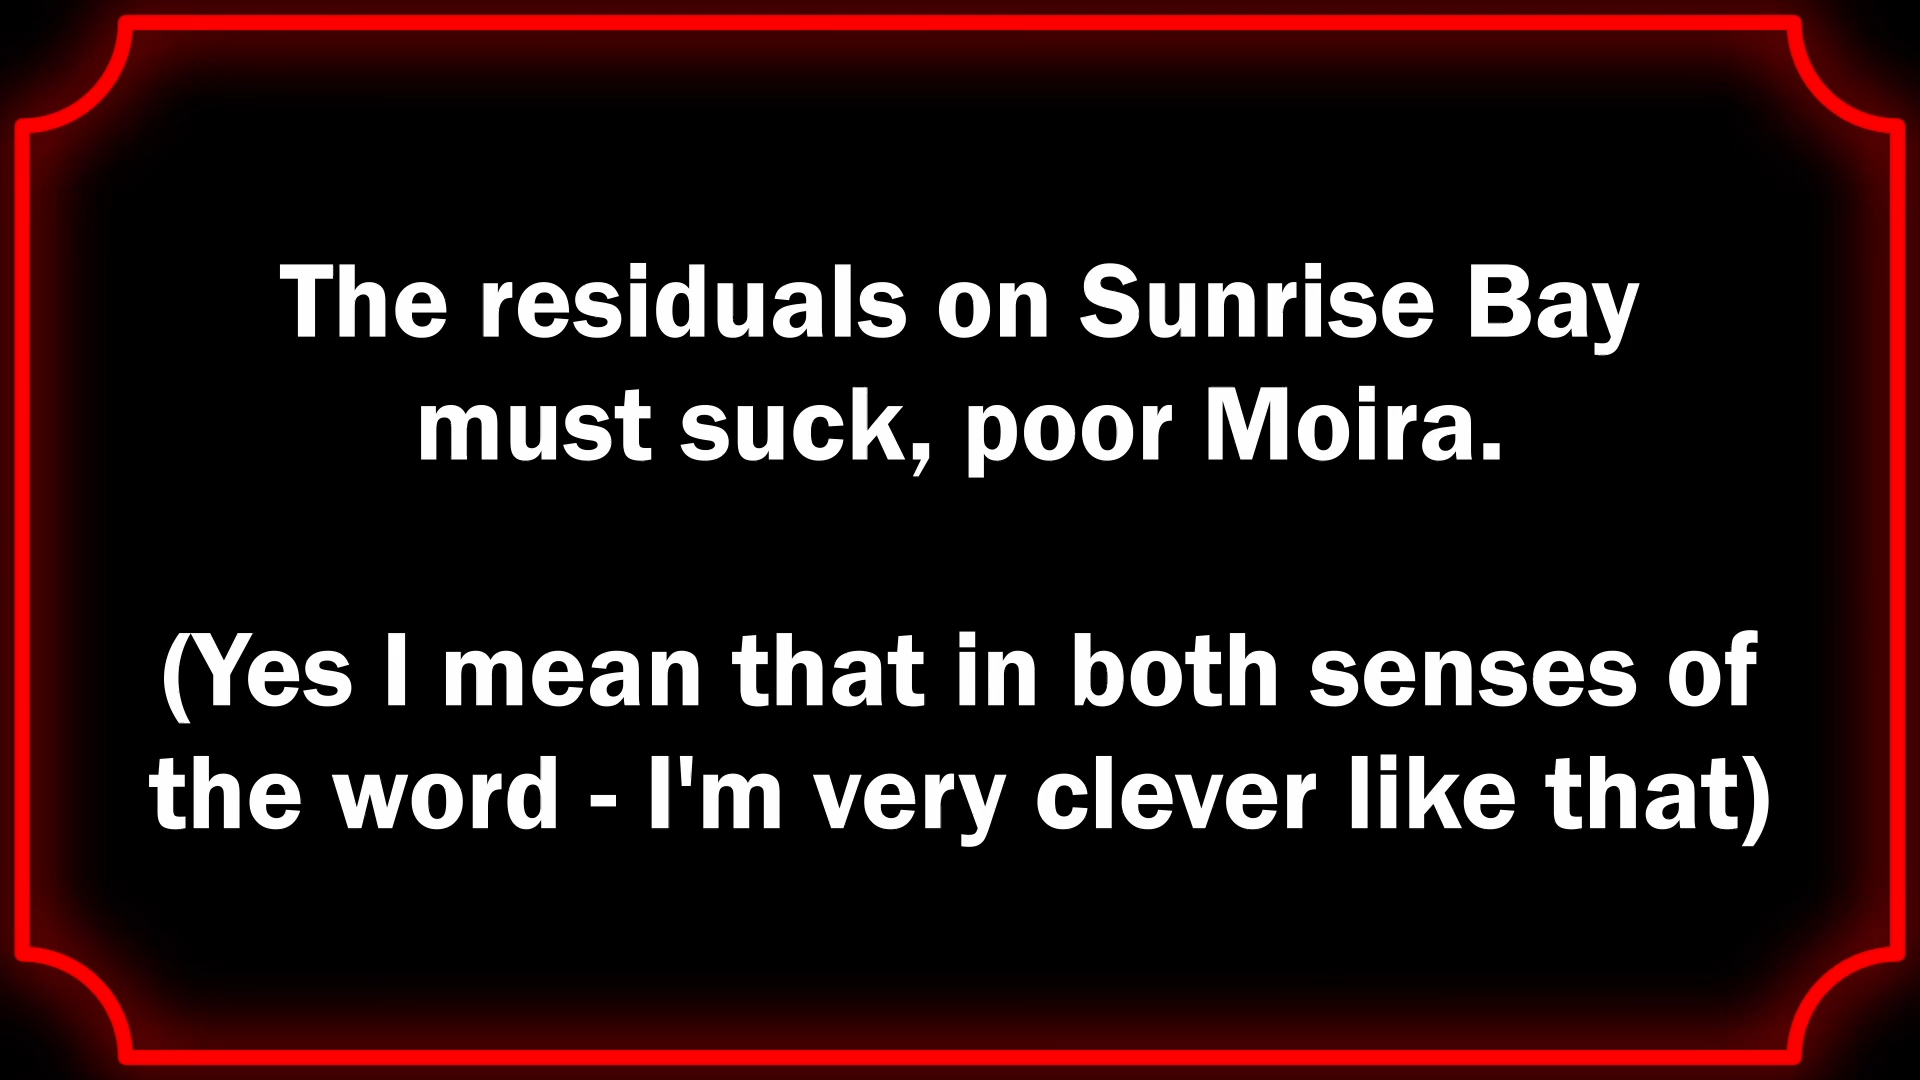 The residuals on Sunrise Bay
must suck, poor Moira.
(Yes I mean that in both senses of
the word - I'm very clever like that)